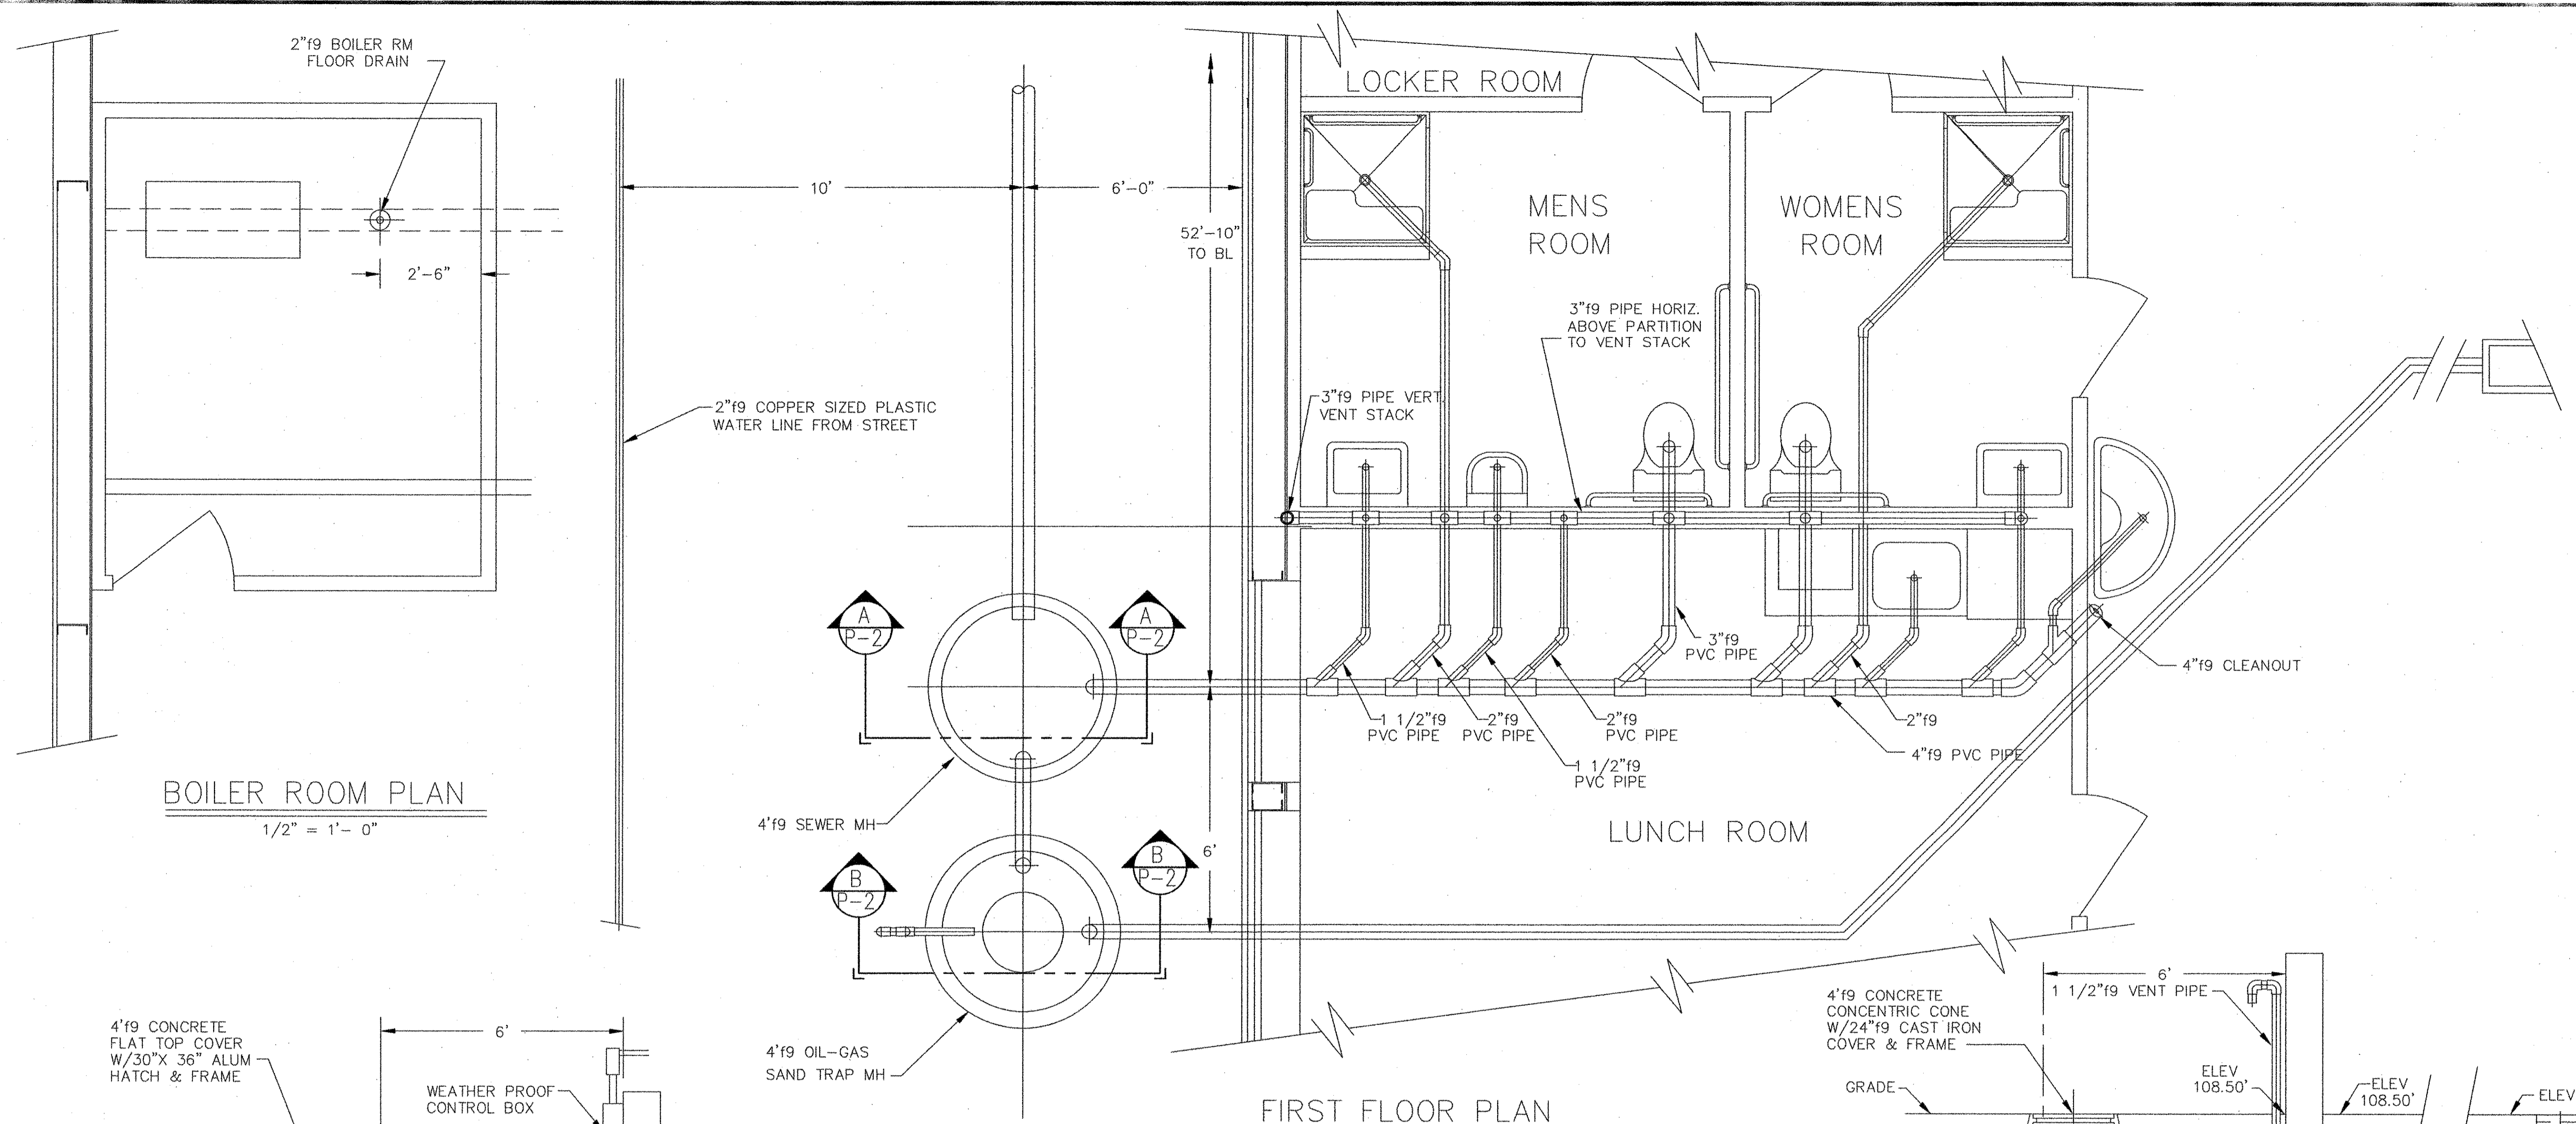 2"f9 BOILER RM
FLOOR DRAIN
2'-6"
BOILER ROOM PLAN
1/2" = 1'- 0"
10'
6'-0"
52'-10"
TO BL
2"f9 COPPER SIZED PLASTIC
WATER LINE FROM STREET
LOCKER ROOM
MENS
ROOM
WOMENS
ROOM
3"f9 PIPE HORIZ.
ABOVE PARTITION
TO VENT STACK
3"f9 PIPE VERT.
VENT STACK
A
P-2
A
P-2
3"f9
PVC PIPE
4"f9 CLEANOUT
1 1/2"f9
PVC PIPE
2"f9
PVC PIPE
2"f9
PVC PIPE
2"f9
1 1/2"f9
PVC PIPE
4"f9 PVC PIPE
4'f9 SEWER MH
LUNCH ROOM
6'
B
P-2
B
P-2
4'f9 OIL-GAS
SAND TRAP MH
FIRST FLOOR PLAN
4'f9 CONCRETE
FLAT TOP COVER
W/30"X 36" ALUM
HATCH & FRAME
6'
WEATHER PROOF
CONTROL BOX
4'f9 CONCRETE
CONCENTRIC CONE
W/24"f9 CAST IRON
COVER & FRAME
6'
1 1/2"f9 VENT PIPE
GRADE
ELEV
108.50'
ELEV
108.50'
ELEV